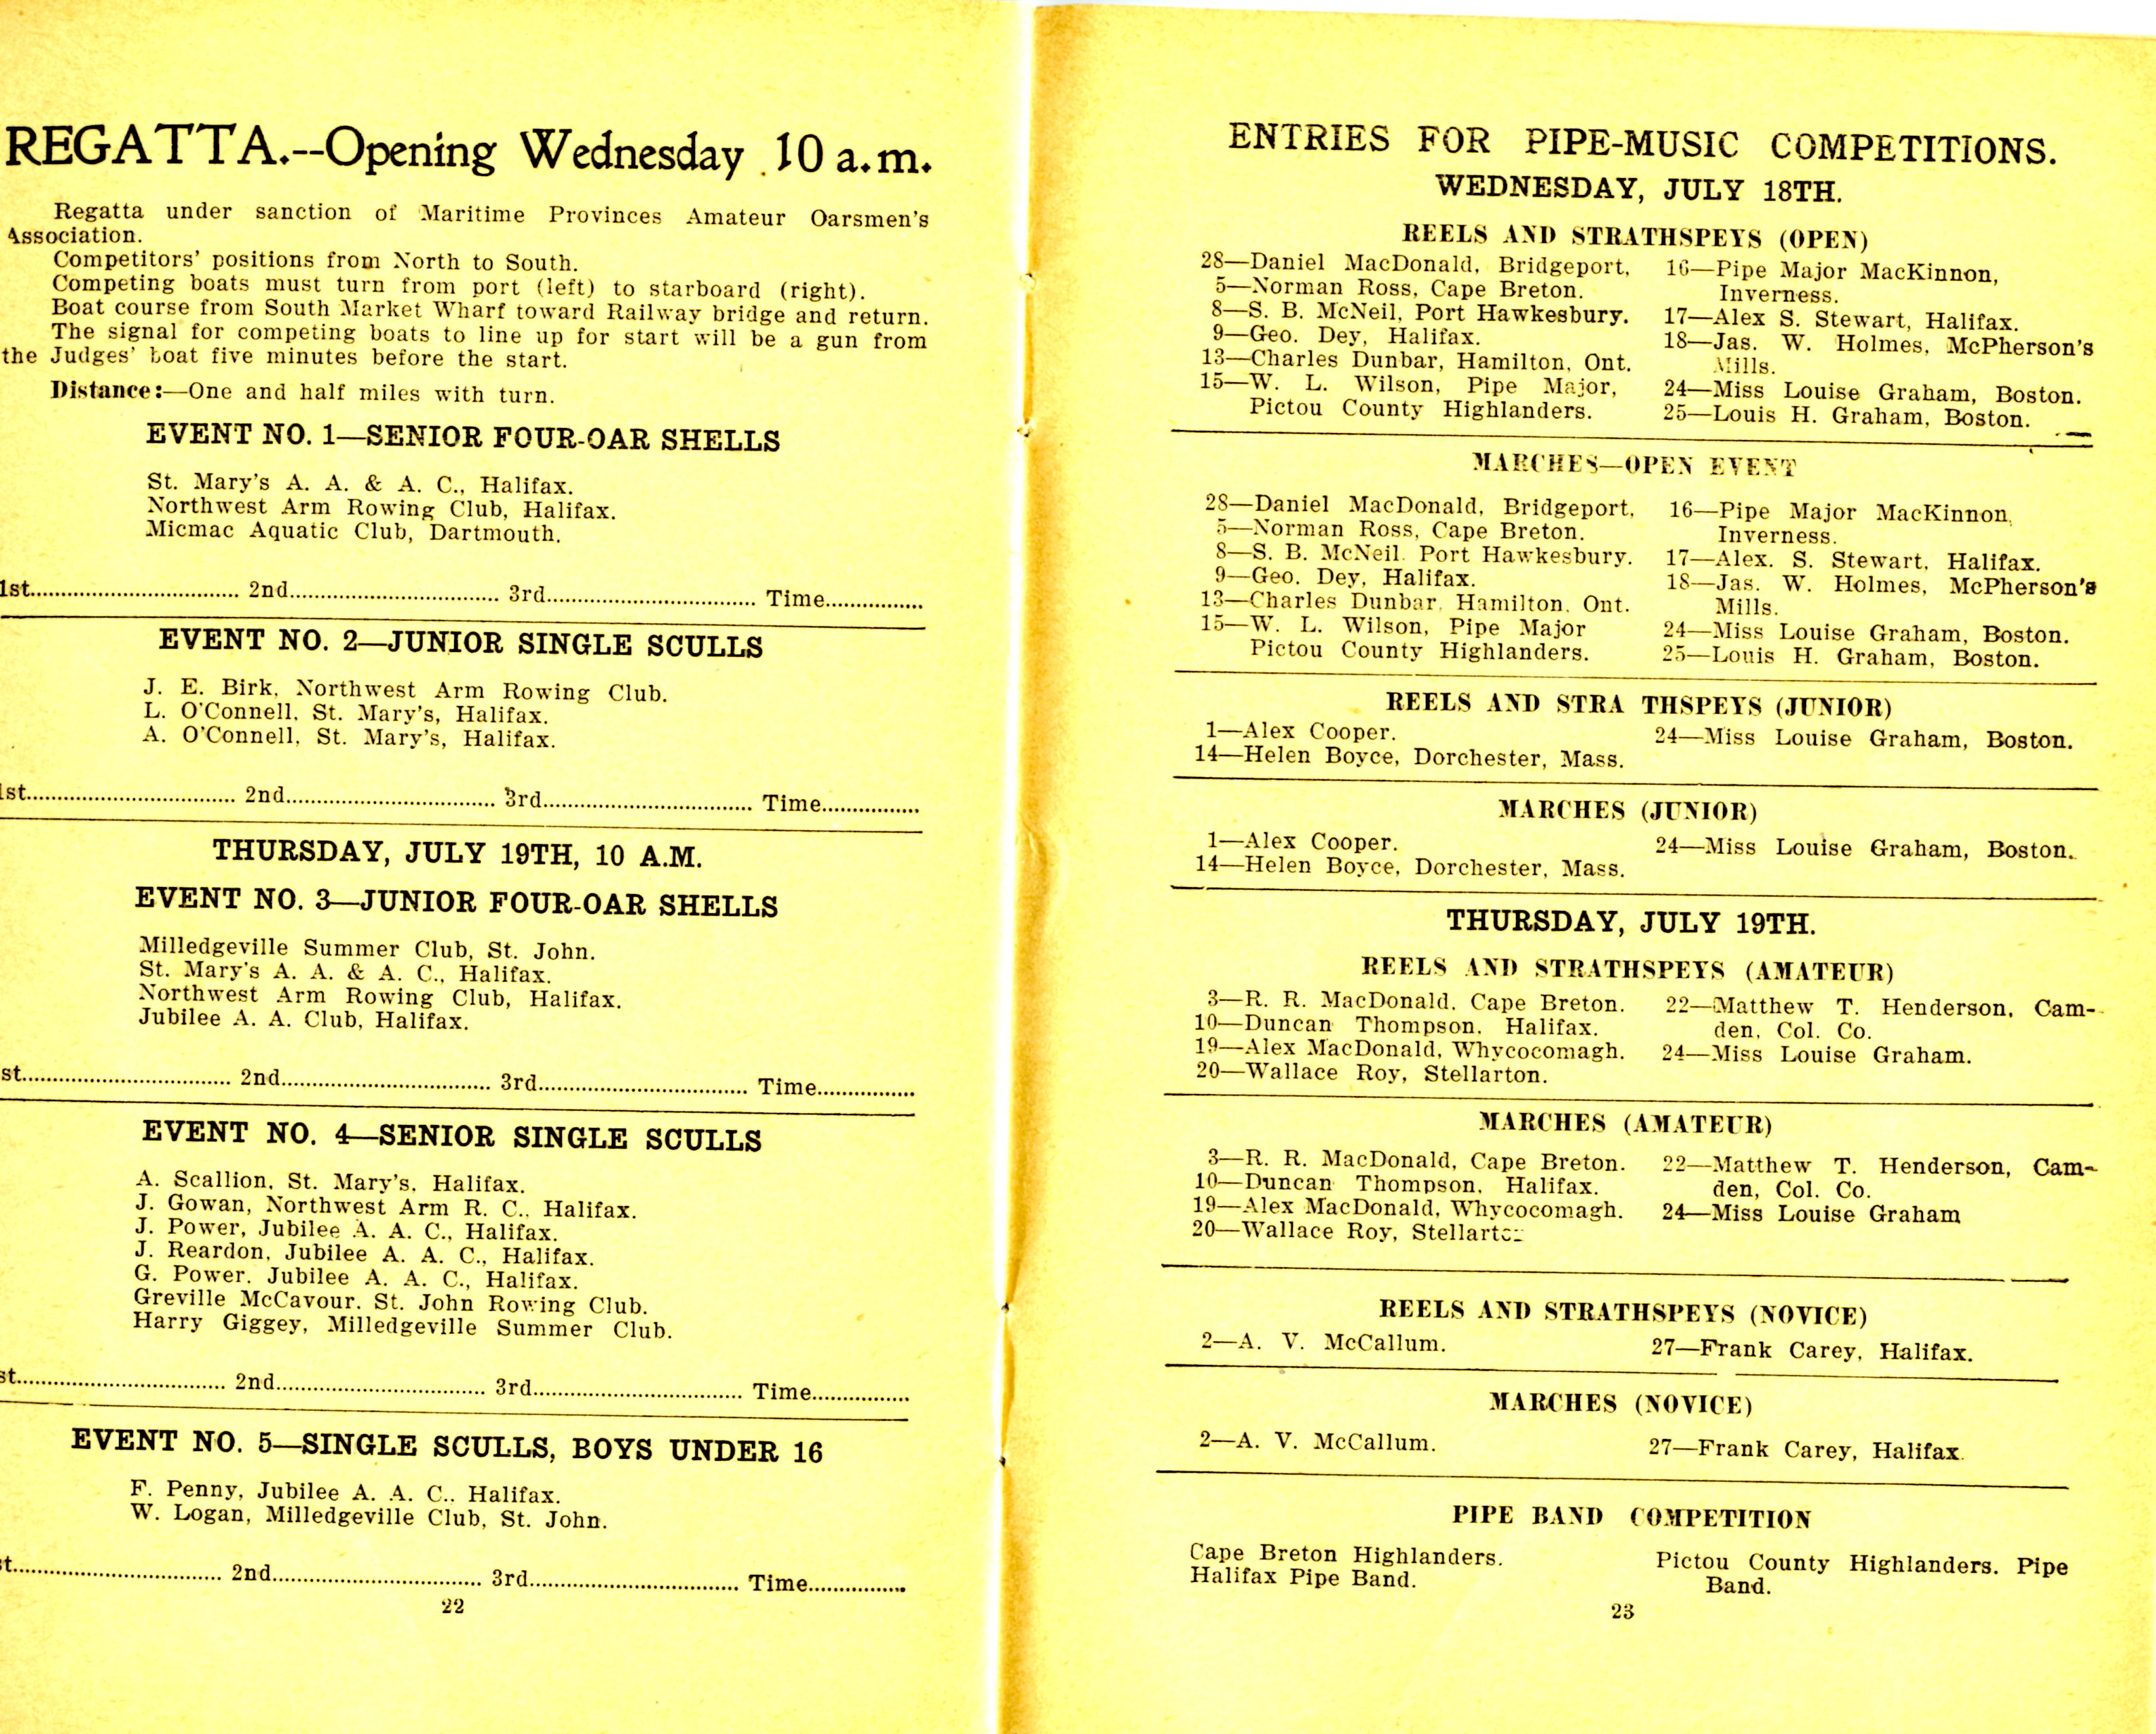 REGATTA.--Opening Wednesday 10 a.m.
Regatta under sanction of Maritime Provinces Amateur Oarsmen's
Association.
Competitors' positions from North to South.
Competing boats must turn from port (left) to starboard (right).
Boat course from South Market Wharf toward Railway bridge and return.
The signal for competing boats to line up for start will be a gun from
the Judges' boat five minutes before the start.
Distance:—One and half miles with turn.
EVENT NO. 1—SENIOR FOUR-OAR SHELLS
St. Mary's A. A. & A. C., Halifax.
Northwest Arm Rowing Club, Halifax.
Micmac Aquatic Club, Dartmouth.
1st.................... 2nd.................... 3rd.................... Time................
EVENT NO. 2—JUNIOR SINGLE SCULLS
J. E. Birk, Northwest Arm Rowing Club.
L. O'Connell, St. Mary's, Halifax.
A. O'Connell, St. Mary's, Halifax.
1st.................... 2nd.................... 3rd.................... Time................
THURSDAY, JULY 19TH, 10 A.M.
EVENT NO. 3—JUNIOR FOUR-OAR SHELLS
Milledgeville Summer Club, St. John.
St. Mary's A. A. & A. C., Halifax.
Northwest Arm Rowing Club, Halifax.
Jubilee A. A. Club, Halifax.
st.................... 2nd.................... 3rd.................... Time................
EVENT NO. 4—SENIOR SINGLE SCULLS
A. Scallion, St. Mary's, Halifax.
J. Gowan, Northwest Arm R. C., Halifax.
J. Power, Jubilee A. A. C., Halifax.
J. Reardon, Jubilee A. A. C., Halifax.
G. Power, Jubilee A. A. C., Halifax.
Greville McCavour, St. John Rowing Club.
Harry Giggey, Milledgeville Summer Club.
st.................... 2nd.................... 3rd.................... Time................
EVENT NO. 5—SINGLE SCULLS, BOYS UNDER 16
F. Penny, Jubilee A. A. C., Halifax.
W. Logan, Milledgeville Club, St. John.
t.................... 2nd.................... 3rd.................... Time................
22
ENTRIES FOR PIPE-MUSIC COMPETITIONS.
WEDNESDAY, JULY 18TH.
REELS AND STRATHSPEYS (OPEN)
28—Daniel MacDonald, Bridgeport,
5—Norman Ross, Cape Breton.
8—S. B. McNeil, Port Hawkesbury.
9—Geo. Dey, Halifax.
13—Charles Dunbar, Hamilton, Ont.
15—W. L. Wilson, Pipe Major,
Pictou County Highlanders.
16—Pipe Major MacKinnon,
Inverness.
17—Alex S. Stewart, Halifax.
18—Jas. W. Holmes, McPherson's
Mills.
24—Miss Louise Graham, Boston.
25—Louis H. Graham, Boston.
MARCHES—OPEN EVENT
28—Daniel MacDonald, Bridgeport,
5—Norman Ross, Cape Breton.
8—S. B. McNeil. Port Hawkesbury.
9—Geo. Dey, Halifax.
13—Charles Dunbar, Hamilton, Ont.
15—W. L. Wilson, Pipe Major
Pictou County Highlanders.
16—Pipe Major MacKinnon,
Inverness.
17—Alex. S. Stewart, Halifax.
18—Jas. W. Holmes, McPherson's
Mills.
24—Miss Louise Graham, Boston.
25—Louis H. Graham, Boston.
REELS AND STRA THSPEYS (JUNIOR)
1—Alex Cooper.
14—Helen Boyce, Dorchester, Mass.
24—Miss Louise Graham, Boston.
MARCHES (JUNIOR)
1—Alex Cooper.
14—Helen Boyce, Dorchester, Mass.
24—Miss Louise Graham, Boston.
THURSDAY, JULY 19TH.
REELS AND STRATHSPEYS (AMATEUR)
3—R. R. MacDonald, Cape Breton.
10—Duncan Thompson, Halifax.
19—Alex MacDonald, Whycocomagh.
20—Wallace Roy, Stellarton.
22—Matthew T. Henderson, Cam-
den, Col. Co.
24—Miss Louise Graham.
MARCHES (AMATEUR)
3—R. R. MacDonald, Cape Breton.
10—Duncan Thompson, Halifax.
19—Alex MacDonald, Whycocomagh.
20—Wallace Roy,
22—Matthew T. Henderson, Cam-
den, Col. Co.
24—Miss Louise Graham
REELS AND STRATHSPEYS (NOVICE)
2—A. V. McCallum.
27—Frank Carey, Halifax.
MARCHES (NOVICE)
2—A. V. McCallum.
27—Frank Carey, Halifax.
PIPE BAND COMPETITION
Cape Breton Highlanders.
Halifax Pipe Band.
Pictou County Highlanders. Pipe
Band.
23